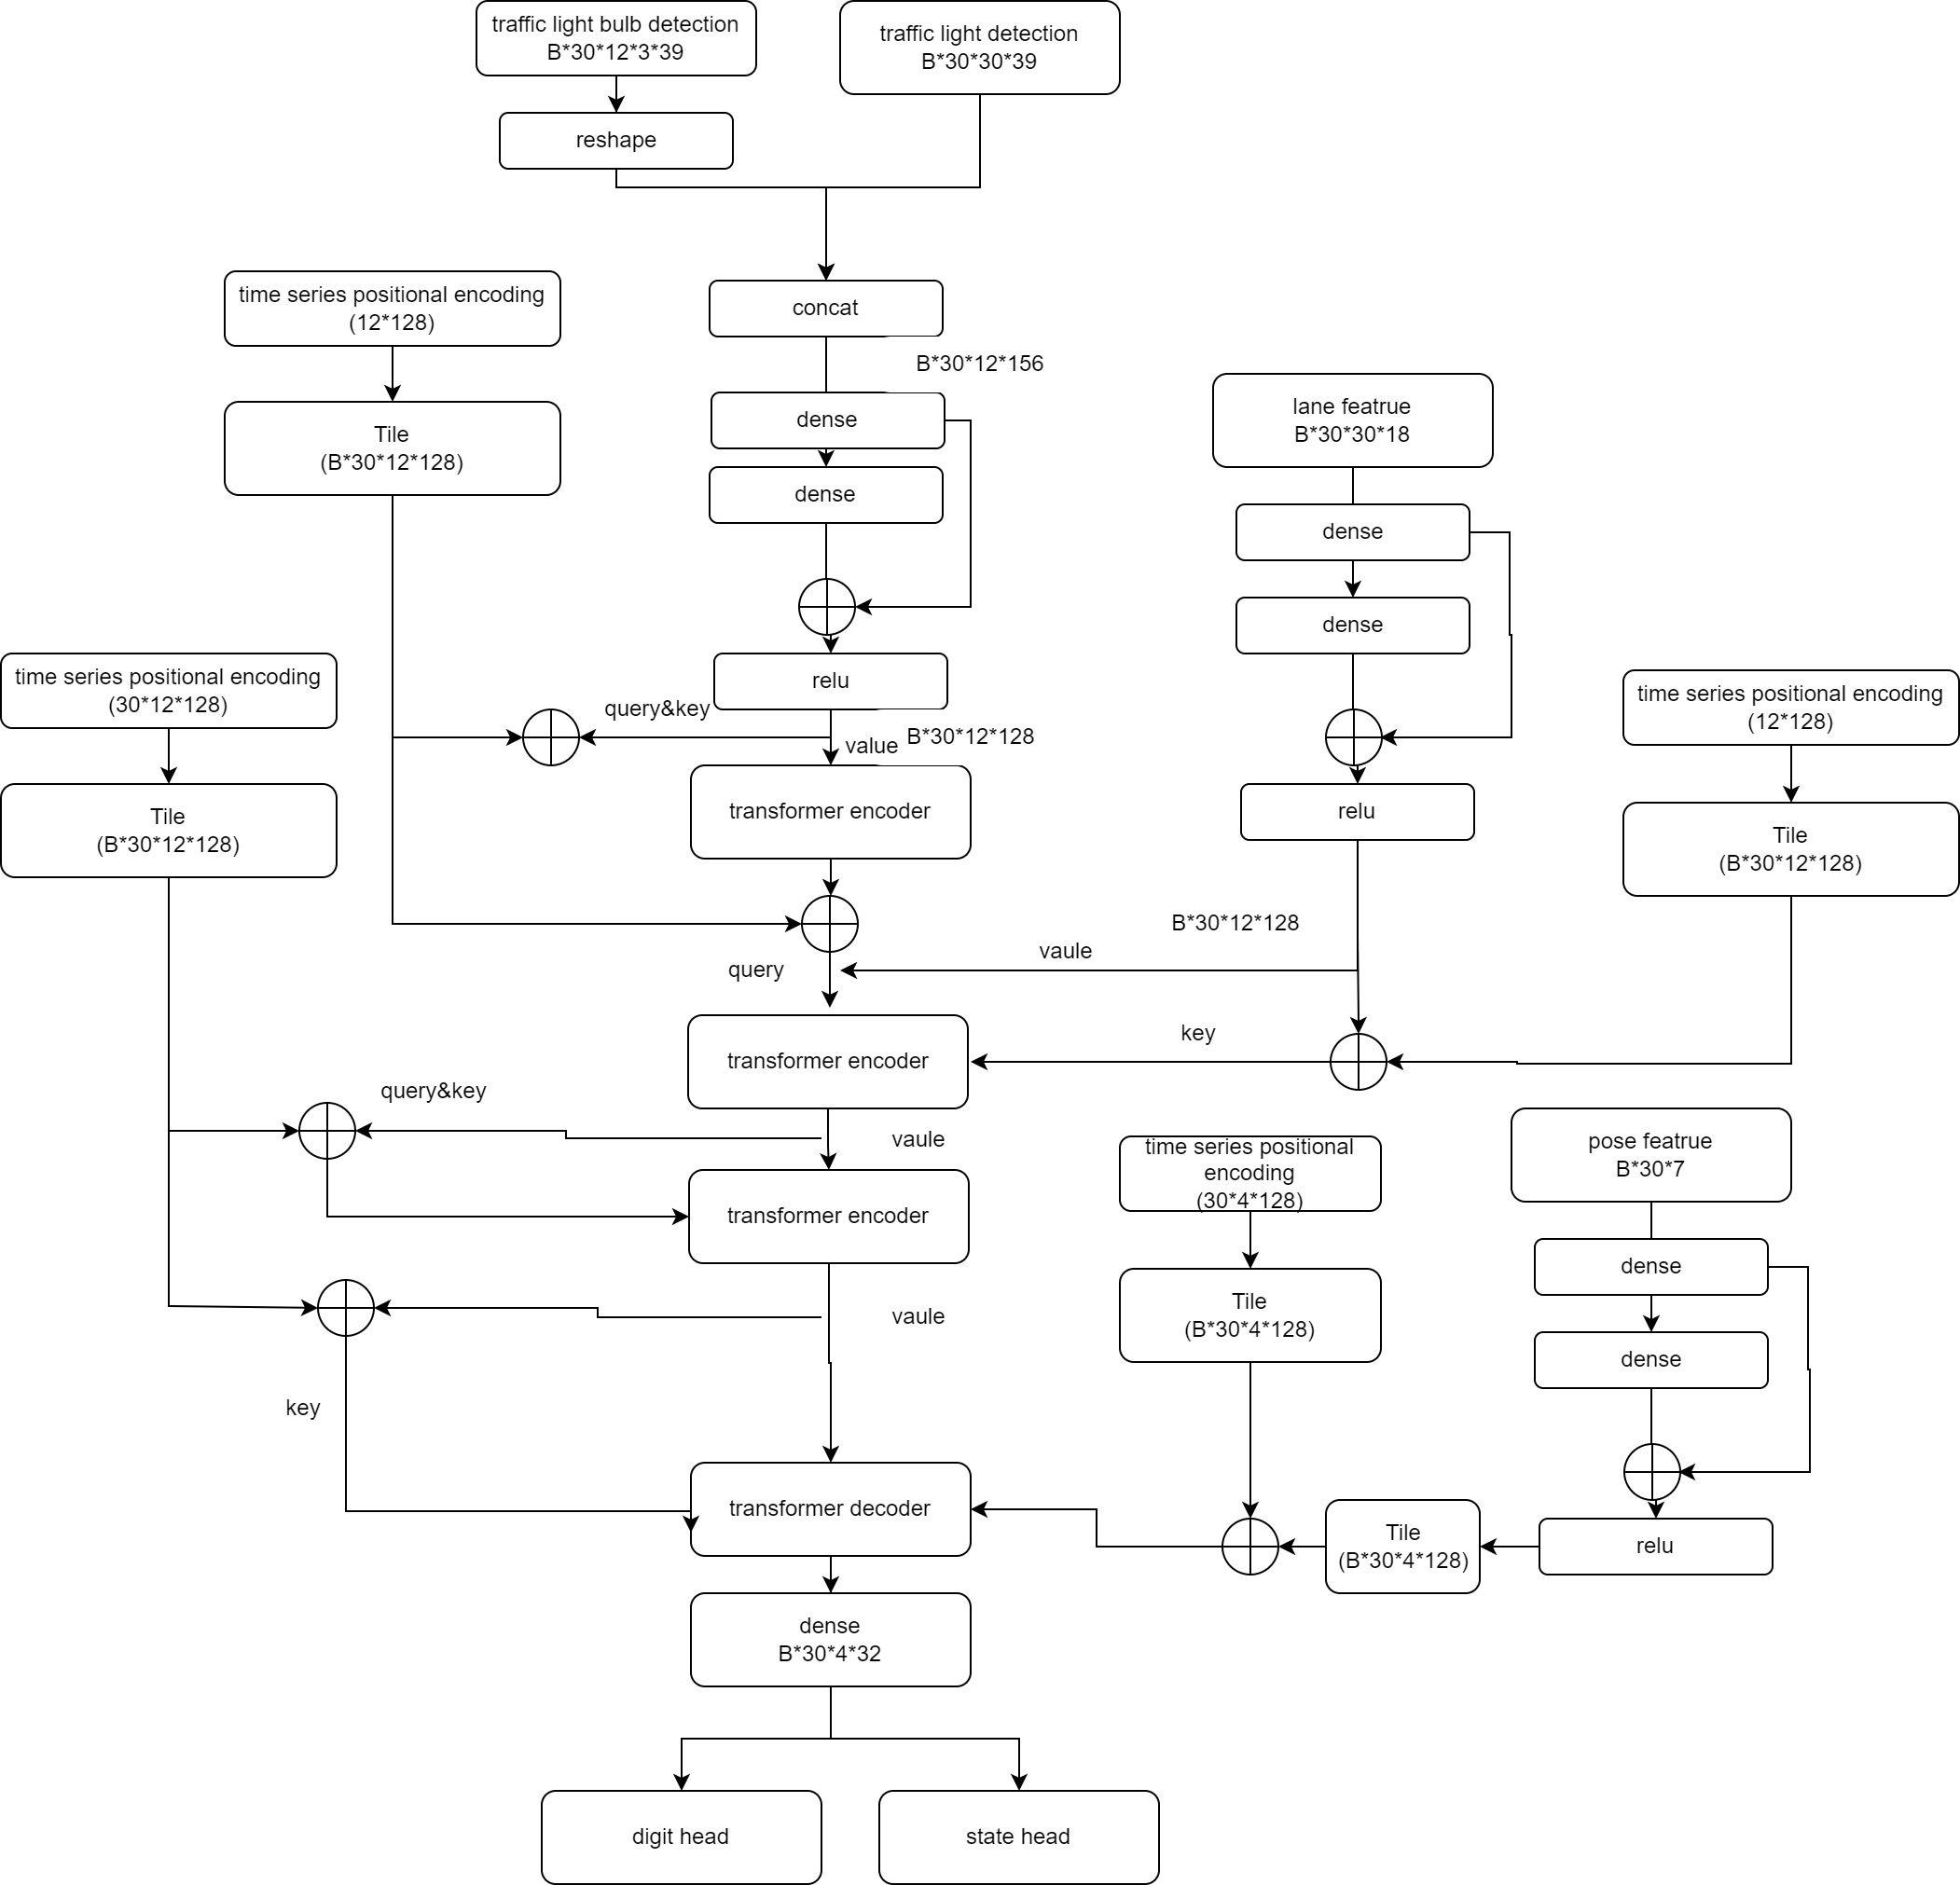 traffic light bulb detection
B*30*12*3*39
traffic light detection
B*30*30*39
reshape
time series positional encoding
(12*128)
concat
B*30*12*156
Tile
(B*30*12*128)
dense
lane featrue
B*30*30*18
dense
dense
dense
time series positional encoding
(30*12*128)
relu
query&key
value
B*30*12*128
time series positional encoding
(12*128)
Tile
(B*30*12*128)
transformer encoder
relu
Tile
(B*30*12*128)
B*30*12*128
vaule
query
key
transformer encoder
query&key
vaule
time series positional
encoding
(30*4*128)
pose featrue
B*30*7
transformer encoder
dense
vaule
Tile
(B*30*4*128)
dense
key
transformer decoder
Tile
(B*30*4*128)
relu
dense
B*30*4*32
digit head
state head